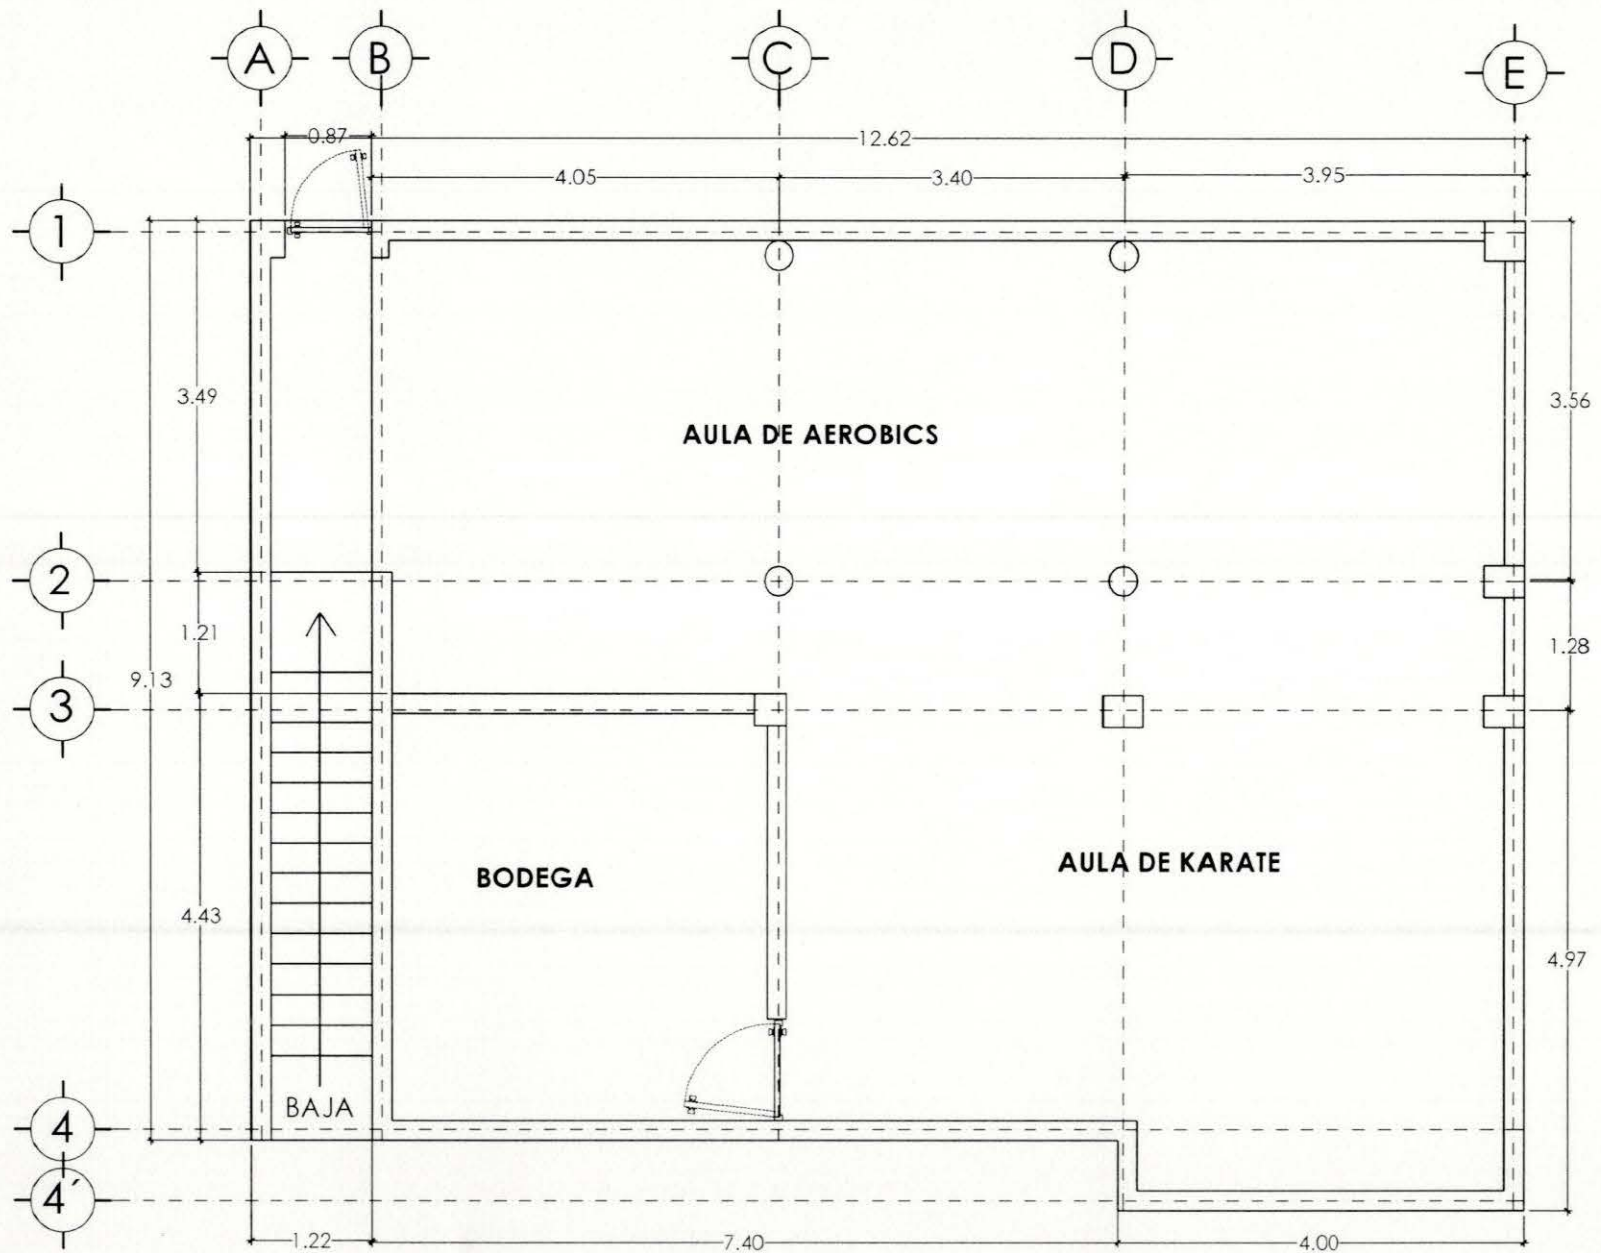 A B C D E
0.87 12.62
4.05 3.40 3.95
1
3.49 3.56
AULA DE AEROBICS
2
1.21 1.28
9.13
3
BODEGA AULA DE KARATE
4.43 4.97
BAJA
4
4´
1.22 7.40 4.00